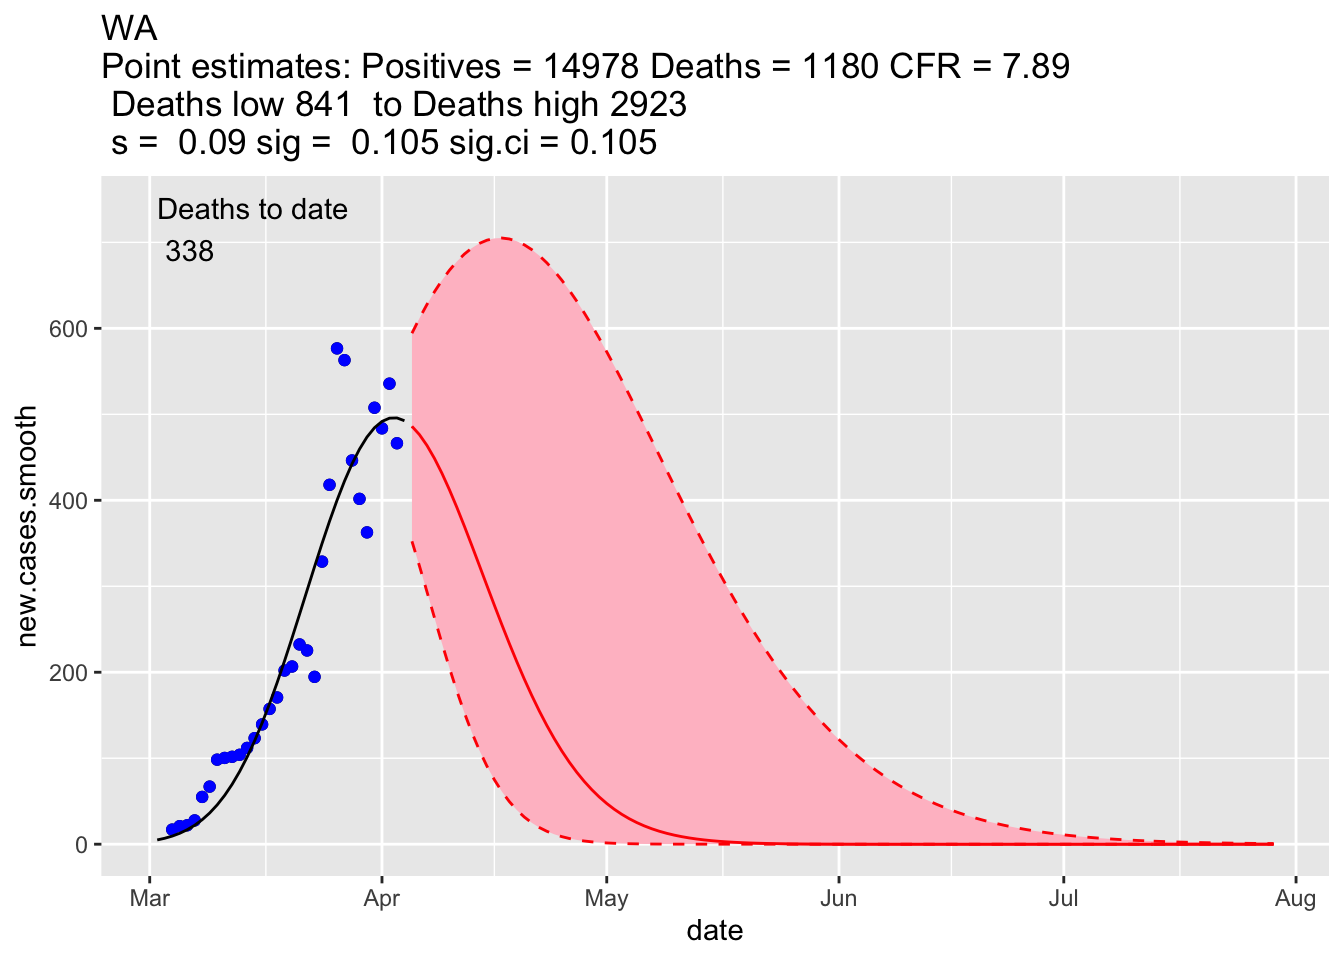 WA
Point estimates: Positives = 14978 Deaths = 1180 CFR = 7.89
Deaths low 841  to Deaths high 2923
s =  0.09 sig =  0.105 sig.ci = 0.105
Deaths to date
338
new.cases.smooth
600
400
200
0
Mar Apr May Jun Jul Aug
date